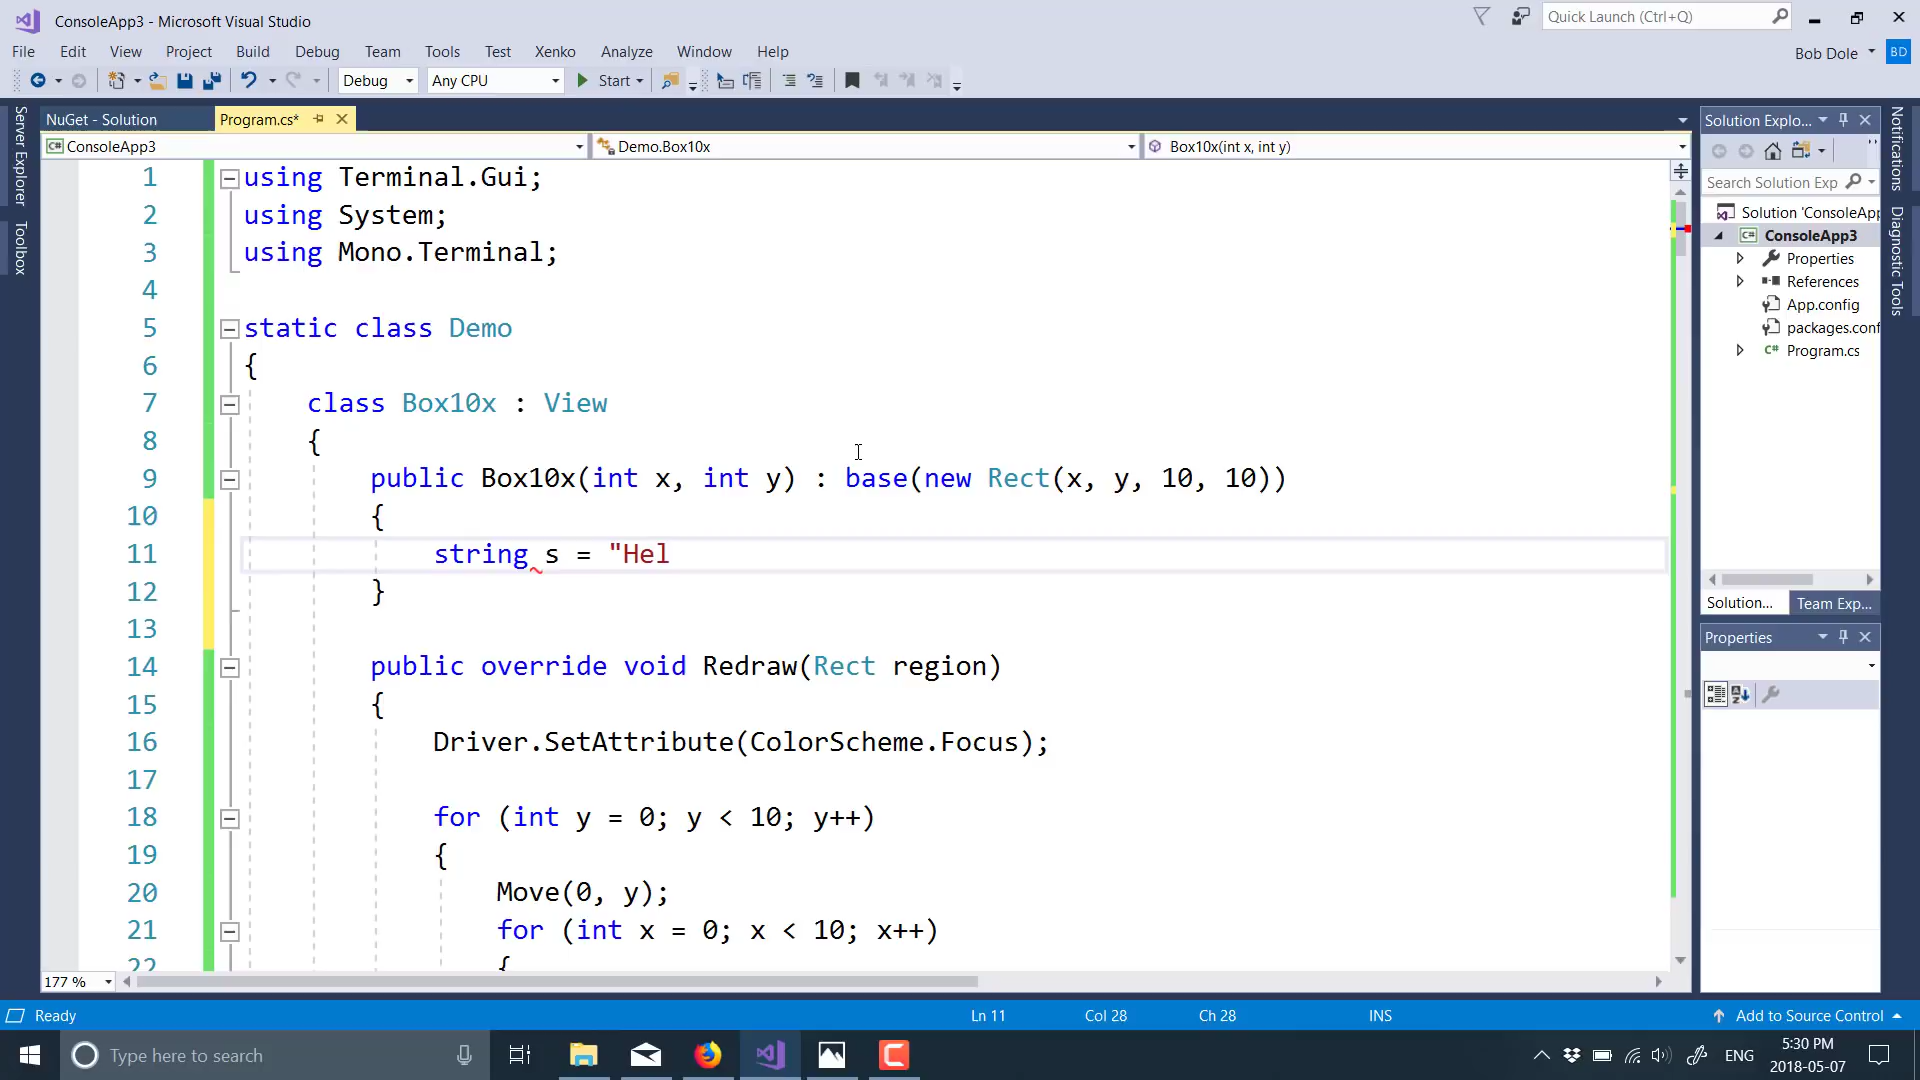 ConsoleApp3 - Microsoft Visual Studio
Quick Launch (Ctrl+Q)
File Edit View Project Build Debug Team Tools Test Xenko Analyze Window Help
Bob Dole BD
Debug Any CPU Start
Server Explorer
Toolbox
NuGet - Solution Program.cs*
ConsoleApp3 Demo.Box10x Box10x(int x, int y)
1 using Terminal.Gui;
2 using System;
3 using Mono.Terminal;
4
5 static class Demo
6 {
7 class Box10x : View
8 {
9 public Box10x(int x, int y) : base(new Rect(x, y, 10, 10))
10 {
11 string s = "Hel
12 }
13
14 public override void Redraw(Rect region)
15 {
16 Driver.SetAttribute(ColorScheme.Focus);
17
18 for (int y = 0; y < 10; y++)
19 {
20 Move(0, y);
21 for (int x = 0; x < 10; x++)
22 {
177 %
Solution Explo...
Search Solution Exp
Solution 'ConsoleApp
C# ConsoleApp3
Properties
References
App.config
packages.conf
C# Program.cs
Solution... Team Exp...
Properties
Notifications
Diagnostic Tools
Ready Ln 11 Col 28 Ch 28 INS Add to Source Control
Type here to search
ENG
5:30 PM
2018-05-07